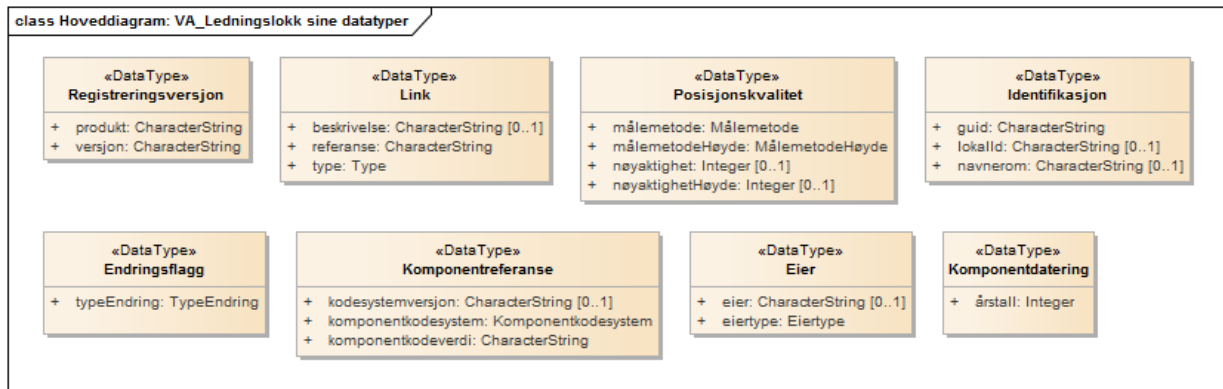 class Hoveddiagram: VA_Ledningslokk sine datatyper
«DataType»
Registreringsversjon
+ produkt: CharacterString
+ versjon: CharacterString
«DataType»
Link
+ beskrivelse: CharacterString [0..1]
+ referanse: CharacterString
+ type: Type
«DataType»
Posisjonskvalitet
+ målemetode: Målemetode
+ målemetodeHøyde: MålemetodeHøyde
+ nøyaktighet: Integer [0..1]
+ nøyaktighetHøyde: Integer [0..1]
«DataType»
Identifikasjon
+ guid: CharacterString
+ lokalId: CharacterString [0..1]
+ navnerom: CharacterString [0..1]
«DataType»
Endringsflagg
+ typeEndring: TypeEndring
«DataType»
Komponentreferanse
+ kodesystemversjon: CharacterString [0..1]
+ komponentkodesystem: Komponentkodesystem
+ komponentkodeverdi: CharacterString
«DataType»
Eier
+ eier: CharacterString [0..1]
+ eiertype: Eiertype
«DataType»
Komponentdatering
+ årstall: Integer